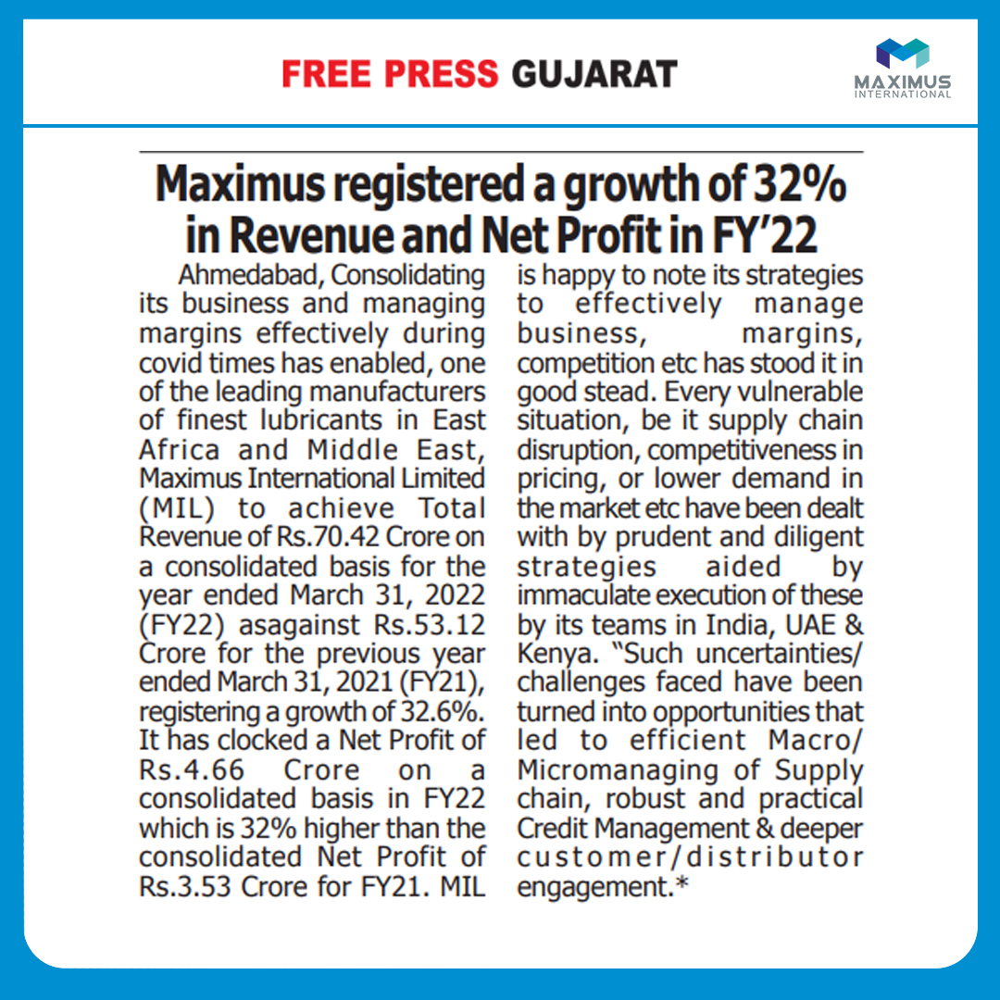 FREE PRESS GUJARAT
MAXIMUS
INTERNATIONAL
Maximus registered a growth of 32%
in Revenue and Net Profit in FY'22
Ahmedabad, Consolidating
its business and managing
margins effectively during
covid times has enabled, one
of the leading manufacturers
of finest lubricants in East
Africa and Middle East,
Maximus International Limited
(MIL) to achieve Total
Revenue of Rs.70.42 Crore on
a consolidated basis for the
year ended March 31, 2022
(FY22) asagainst Rs.53.12
Crore for the previous year
ended March 31, 2021 (FY21),
registering a growth of 32.6%.
It has clocked a Net Profit of
Rs.4.66 Crore on a
consolidated basis in FY22
which is 32% higher than the
consolidated Net Profit of
Rs.3.53 Crore for FY21. MIL
is happy to note its strategies
to effectively manage
business, margins,
competition etc has stood it in
good stead. Every vulnerable
situation, be it supply chain
disruption, competitiveness in
pricing, or lower demand in
the market etc have been dealt
with by prudent and diligent
strategies aided by
immaculate execution of these
by its teams in India, UAE &
Kenya. “Such uncertainties/
challenges faced have been
turned into opportunities that
led to efficient Macro/
Micromanaging of Supply
chain, robust and practical
Credit Management & deeper
customer/distributor
engagement.*